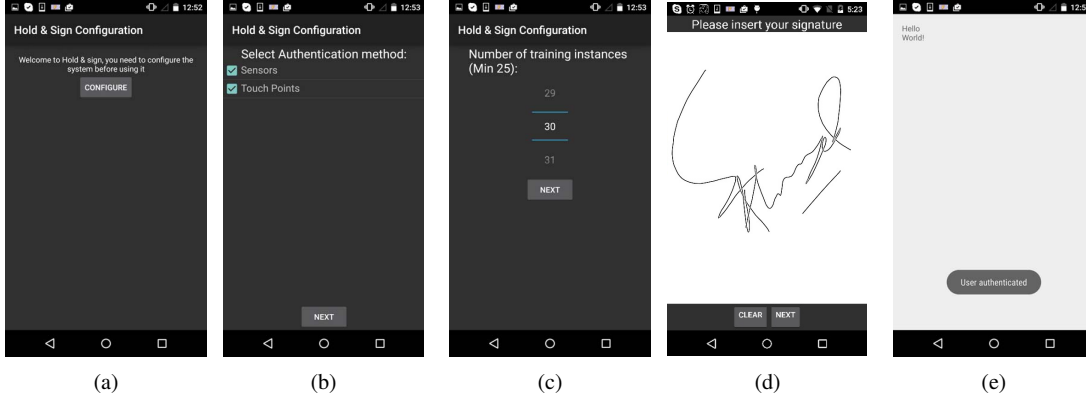 12:52
Hold & Sign Configuration
Welcome to Hold & sign, you need to configure the
system before using it
CONFIGURE
(a)
12:53
Hold & Sign Configuration
Select Authentication method:
Sensors
Touch Points
NEXT
(b)
12:53
Hold & Sign Configuration
Number of training instances
(Min 25):
29
30
31
NEXT
(c)
5:23
Please insert your signature
CLEAR NEXT
(d)
Hello
World!
User authenticated
(e)